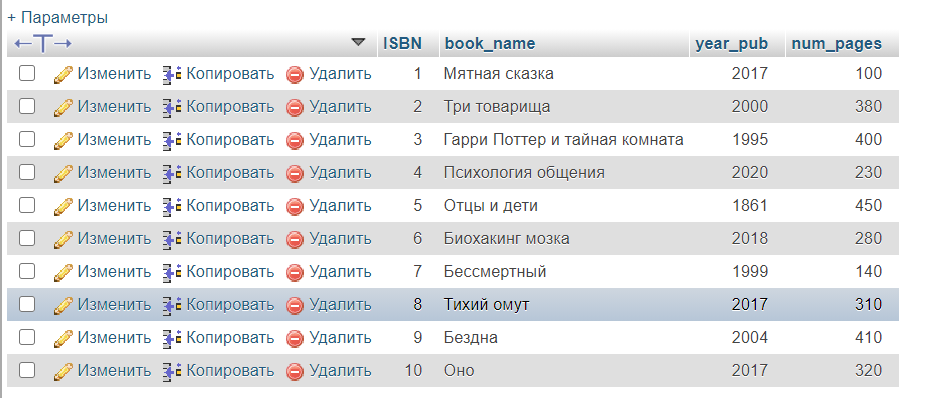 + Параметры
←T→ ISBN book_name year_pub num_pages
Изменить Копировать Удалить 1 Мятная сказка 2017 100
Изменить Копировать Удалить 2 Три товарища 2000 380
Изменить Копировать Удалить 3 Гарри Поттер и тайная комната 1995 400
Изменить Копировать Удалить 4 Психология общения 2020 230
Изменить Копировать Удалить 5 Отцы и дети 1861 450
Изменить Копировать Удалить 6 Биохакинг мозка 2018 280
Изменить Копировать Удалить 7 Бессмертный 1999 140
Изменить Копировать Удалить 8 Тихий омут 2017 310
Изменить Копировать Удалить 9 Бездна 2004 410
Изменить Копировать Удалить 10 Оно 2017 320